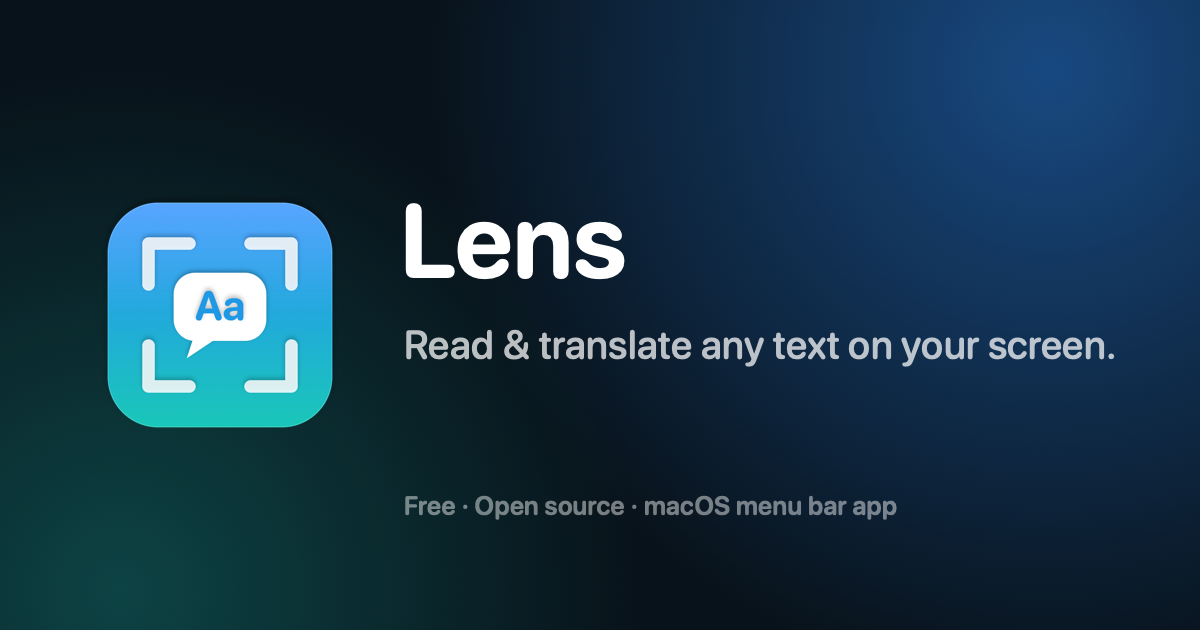 Aa
Lens
Read & translate any text on your screen.
Free · Open source · macOS menu bar app